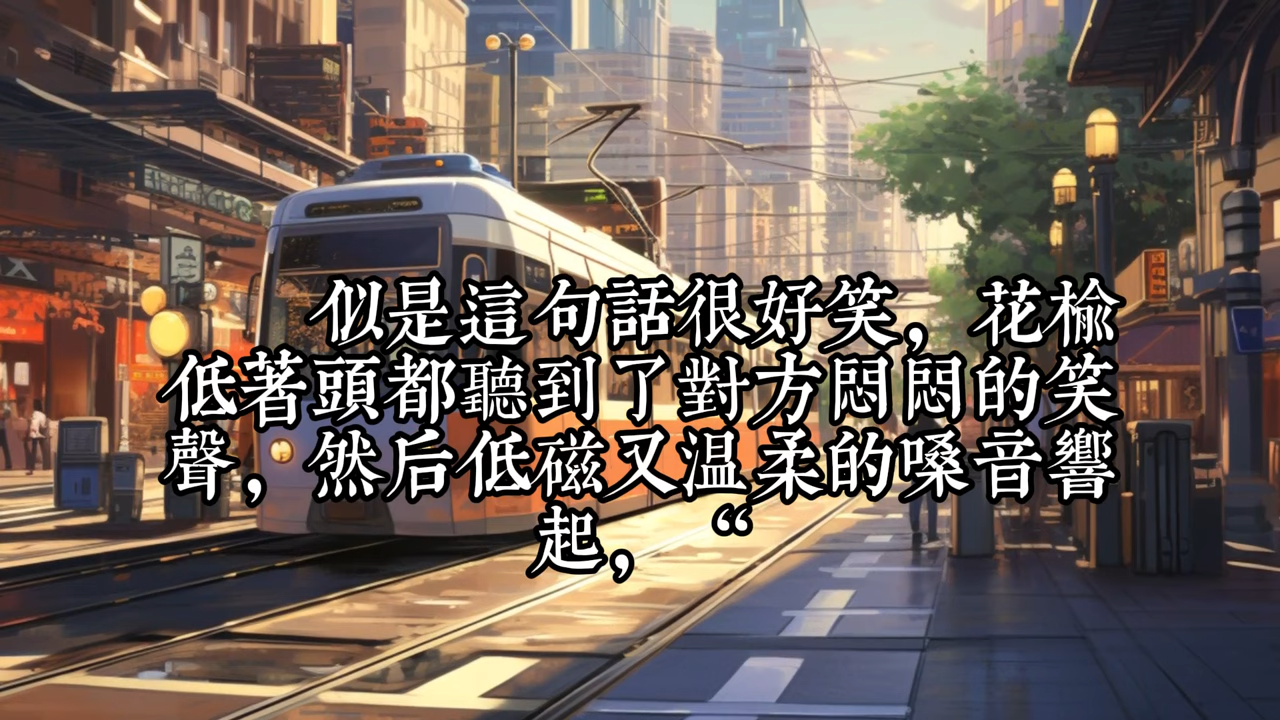 似是這句話很好笑，花榆
低著頭都聽到了對方悶悶的笑
聲，然后低磁又温柔的嗓音響
起，“